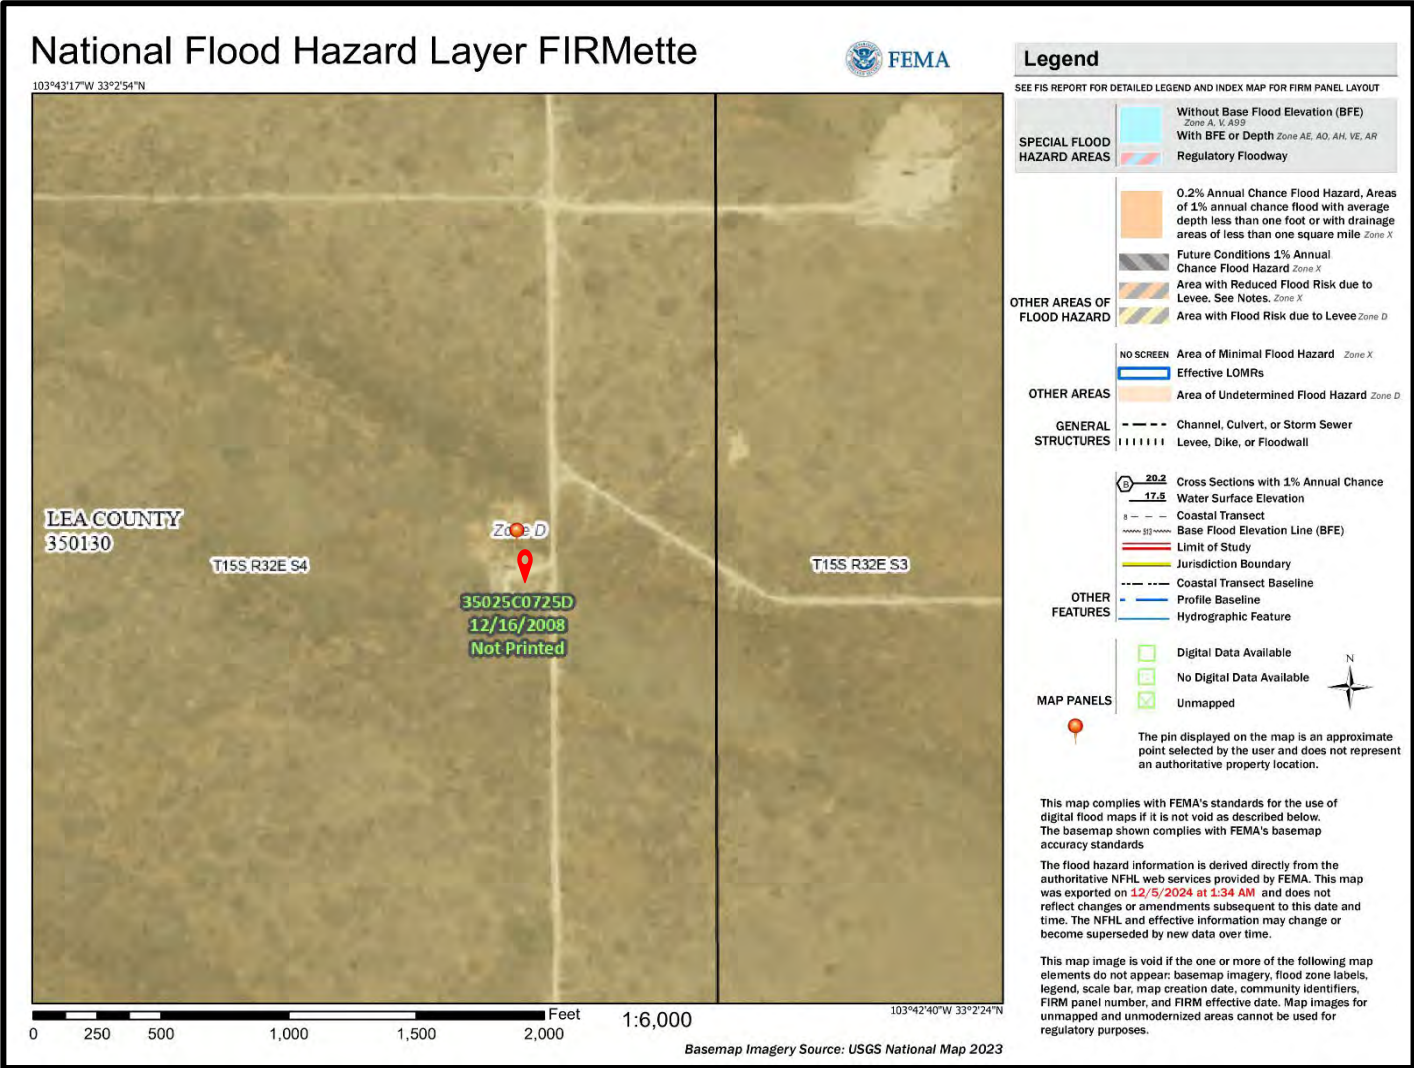 National Flood Hazard Layer FIRMette
FEMA
103°43'17"W 33°2'54"N
LEA COUNTY
350130
T15S R32E S4
Zone D
T15S R32E S3
35025C0725D
12/16/2008
Not Printed
0 250 500 1,000 1,500 2,000
Feet
1:6,000
103°42'40"W 33°2'24"N
Basemap Imagery Source: USGS National Map 2023
Legend
SEE FIS REPORT FOR DETAILED LEGEND AND INDEX MAP FOR FIRM PANEL LAYOUT
SPECIAL FLOOD
HAZARD AREAS
Without Base Flood Elevation (BFE)
Zone A, V, A99
With BFE or Depth Zone AE, AO, AH, VE, AR
Regulatory Floodway
OTHER AREAS OF
FLOOD HAZARD
0.2% Annual Chance Flood Hazard, Areas
of 1% annual chance flood with average
depth less than one foot or with drainage
areas of less than one square mile Zone X
Future Conditions 1% Annual
Chance Flood Hazard Zone X
Area with Reduced Flood Risk due to
Levee. See Notes. Zone X
Area with Flood Risk due to Levee Zone D
OTHER AREAS
NO SCREEN Area of Minimal Flood Hazard Zone X
Effective LOMRs
Area of Undetermined Flood Hazard Zone D
GENERAL
STRUCTURES
Channel, Culvert, or Storm Sewer
Levee, Dike, or Floodwall
OTHER
FEATURES
B 20.2 Cross Sections with 1% Annual Chance
17.5 Water Surface Elevation
8 Coastal Transect
513 Base Flood Elevation Line (BFE)
Limit of Study
Jurisdiction Boundary
Coastal Transect Baseline
Profile Baseline
Hydrographic Feature
MAP PANELS
Digital Data Available
No Digital Data Available
Unmapped
N
The pin displayed on the map is an approximate
point selected by the user and does not represent
an authoritative property location.
This map complies with FEMA's standards for the use of
digital flood maps if it is not void as described below.
The basemap shown complies with FEMA's basemap
accuracy standards
The flood hazard information is derived directly from the
authoritative NFHL web services provided by FEMA. This map
was exported on 12/5/2024 at 1:34 AM and does not
reflect changes or amendments subsequent to this date and
time. The NFHL and effective information may change or
become superseded by new data over time.
This map image is void if the one or more of the following map
elements do not appear: basemap imagery, flood zone labels,
legend, scale bar, map creation date, community identifiers,
FIRM panel number, and FIRM effective date. Map images for
unmapped and unmodernized areas cannot be used for
regulatory purposes.